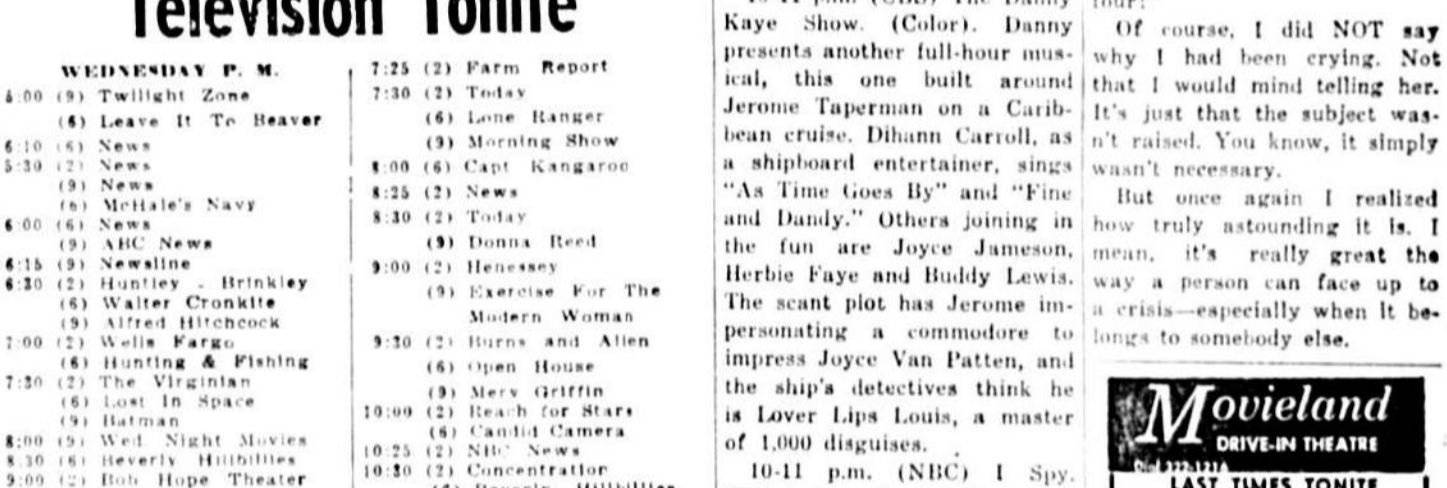 Television Tonite
WEDNESDAY P. M.
5:00 (9) Twilight Zone
(6) Leave It To Beaver
6:10 (6) News
5:30 (2) News
(9) News
(6) McHale's Navy
6:00 (6) News
(9) ABC News
6:15 (9) Newsline
6:30 (2) Huntley - Brinkley
(6) Walter Cronkite
(9) Alfred Hitchcock
7:00 (2) Wells Fargo
(6) Hunting & Fishing
7:30 (2) The Virginian
(6) Lost In Space
(9) Batman
8:00 (9) Wed. Night Movies
8:30 (6) Beverly Hillbillies
9:00 (2) Bob Hope Theater
7:25 (2) Farm Report
7:30 (2) Today
(6) Lone Ranger
(9) Morning Show
8:00 (6) Capt Kangaroo
8:25 (2) News
8:30 (2) Today
(9) Donna Reed
9:00 (2) Henessey
(9) Exercise For The
Modern Woman
9:30 (2) Burns and Allen
(6) Open House
(9) Merv Griffin
10:00 (2) Reach for Stars
(6) Candid Camera
10:25 (2) NBC News
10:30 (2) Concentration
(6) Beverly Hillbillies
10-11 p.m. (CBS) The Danny
Kaye Show. (Color). Danny
presents another full-hour mus-
ical, this one built around
Jerome Taperman on a Carib-
bean cruise. Dihann Carroll, as
a shipboard entertainer, sings
"As Time Goes By" and "Fine
and Dandy." Others joining in
the fun are Joyce Jameson,
Herbie Faye and Buddy Lewis.
The scant plot has Jerome im-
personating a commodore to
impress Joyce Van Patten, and
the ship's detectives think he
is Lover Lips Louis, a master
of 1,000 disguises.
10-11 p.m. (NBC) I Spy.
Of course, I did NOT say
why I had been crying. Not
that I would mind telling her.
It's just that the subject was-
n't raised. You know, it simply
wasn't necessary.
But once again I realized
how truly astounding it is. I
mean, it's really great the
way a person can face up to
a crisis—especially when it be-
longs to somebody else.
Movieland
DRIVE-IN THEATRE
LAST TIMES TONITE